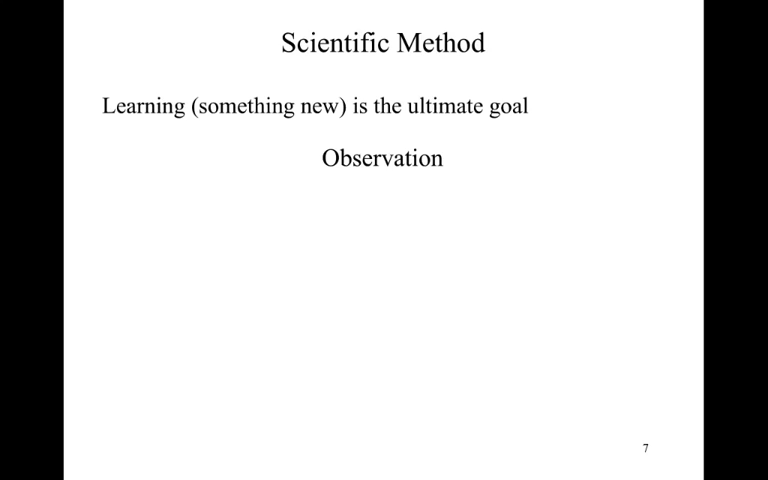 Scientific Method
Learning (something new) is the ultimate goal
Observation
7